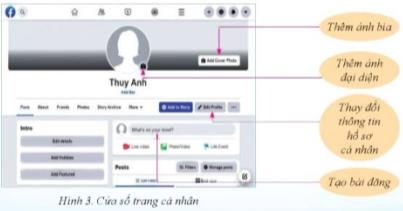 Add Cover Photo
Thuy Anh
Add Bio
Posts About Friends Photos Story Archive More
Add to Story
Edit Profile
Intro
Edit details
Add Hobbies
Add Featured
What's on your mind?
Live video
Photo/Video
Life Event
Posts
Filters
Manage posts
Thêm ảnh bìa
Thêm ảnh
đại diện
Thay đổi
thông tin
hồ sơ
cá nhân
Tạo bài đăng
Hình 3. Cửa sổ trang cá nhân